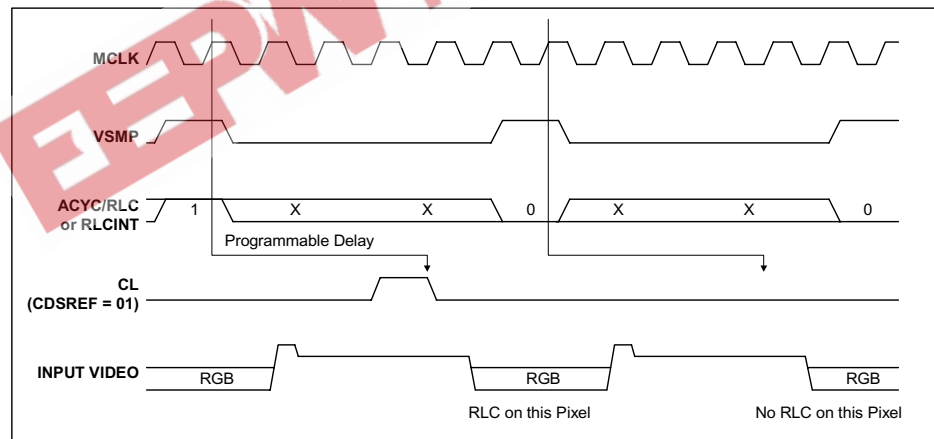 MCLK
VSMP
ACYC/RLC
or RLCINT
1 X X 0 X X 0
Programmable Delay
CL
(CDSREF = 01)
INPUT VIDEO
RGB RGB RGB
RLC on this Pixel No RLC on this Pixel